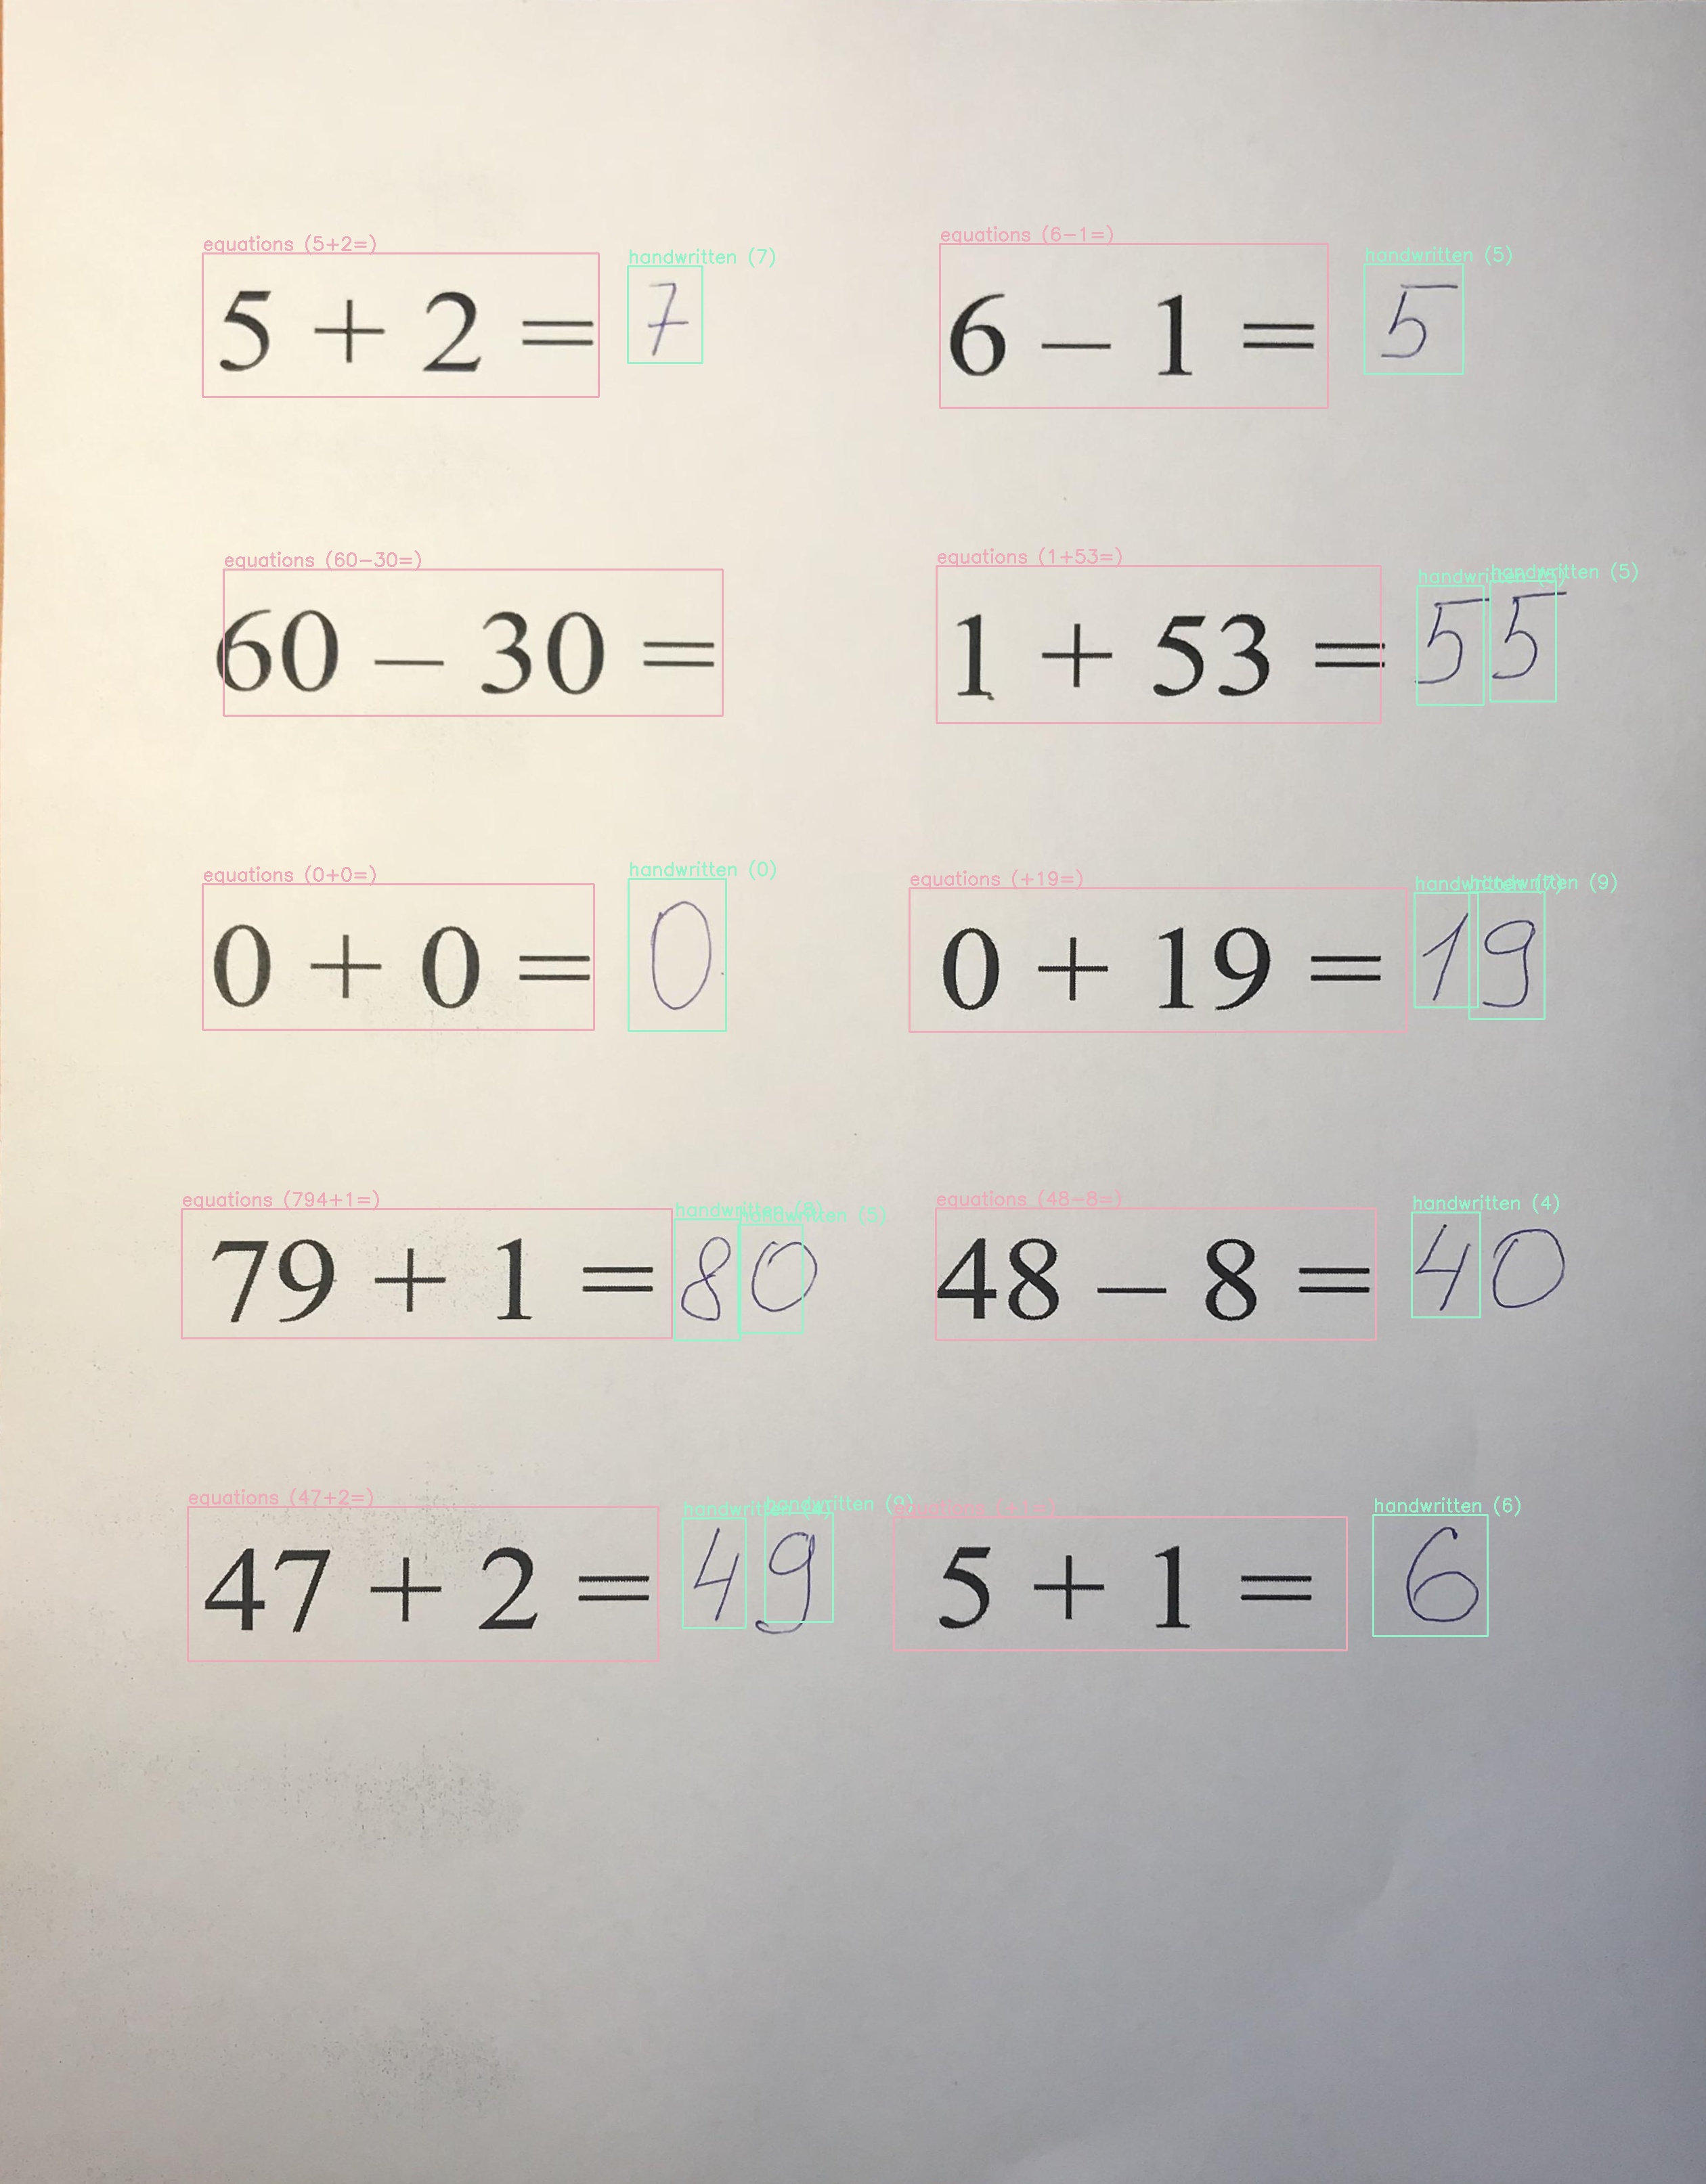 equations (5+2=) handwritten (7) equations (6-1=) handwritten (5)
5 + 2 = 7 6 – 1 = 5
equations (60-30=) equations (1+53=) handwritten handwritten (5)
60 – 30 = 1 + 53 = 55
equations (0+0=) handwritten (0) equations (+19=) handwritten handwritten (9)
0 + 0 = 0 0 + 19 = 19
equations (794+1=) handwritten (8) handwritten (5) equations (48-8=) handwritten (4)
79 + 1 = 80 48 – 8 = 40
equations (47+2=) handwritten (4) handwritten (9) equations (+1=) handwritten (6)
47 + 2 = 49 5 + 1 = 6